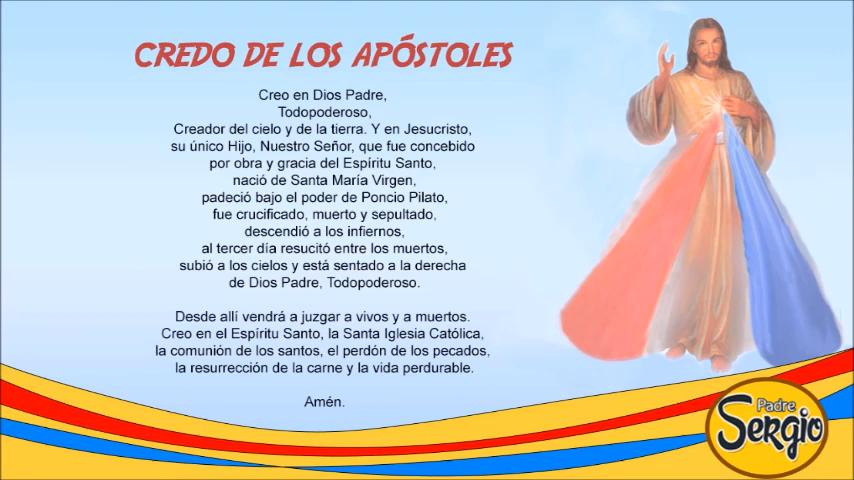 CREDO DE LOS APÓSTOLES
Creo en Dios Padre,
Todopoderoso,
Creador del cielo y de la tierra. Y en Jesucristo,
su único Hijo, Nuestro Señor, que fue concebido
por obra y gracia del Espíritu Santo,
nació de Santa María Virgen,
padeció bajo el poder de Poncio Pilato,
fue crucificado, muerto y sepultado,
descendió a los infiernos,
al tercer día resucitó entre los muertos,
subió a los cielos y está sentado a la derecha
de Dios Padre, Todopoderoso.
Desde allí vendrá a juzgar a vivos y a muertos.
Creo en el Espíritu Santo, la Santa Iglesia Católica,
la comunión de los santos, el perdón de los pecados,
la resurrección de la carne y la vida perdurable.
Amén.
Padre
Sergio